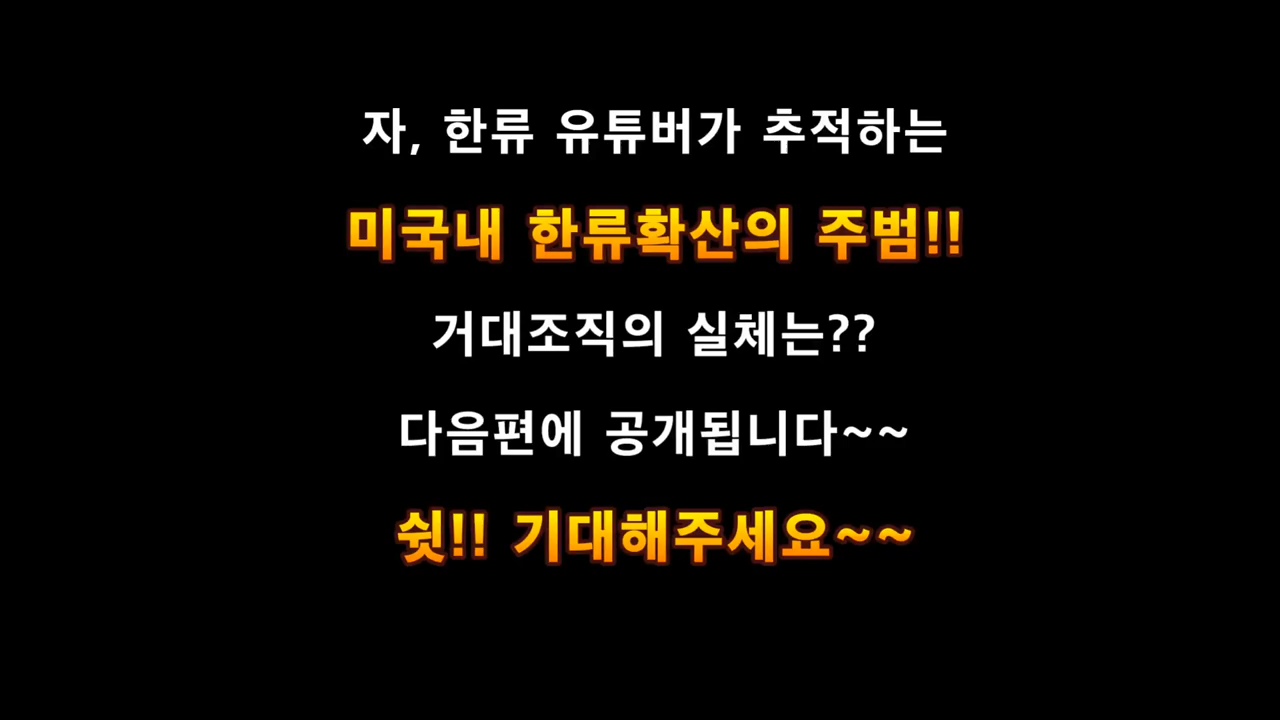 자, 한류 유튜버가 추적하는
미국내 한류확산의 주범!!
거대조직의 실체는??
다음편에 공개됩니다~~
쉿!! 기대해주세요~~